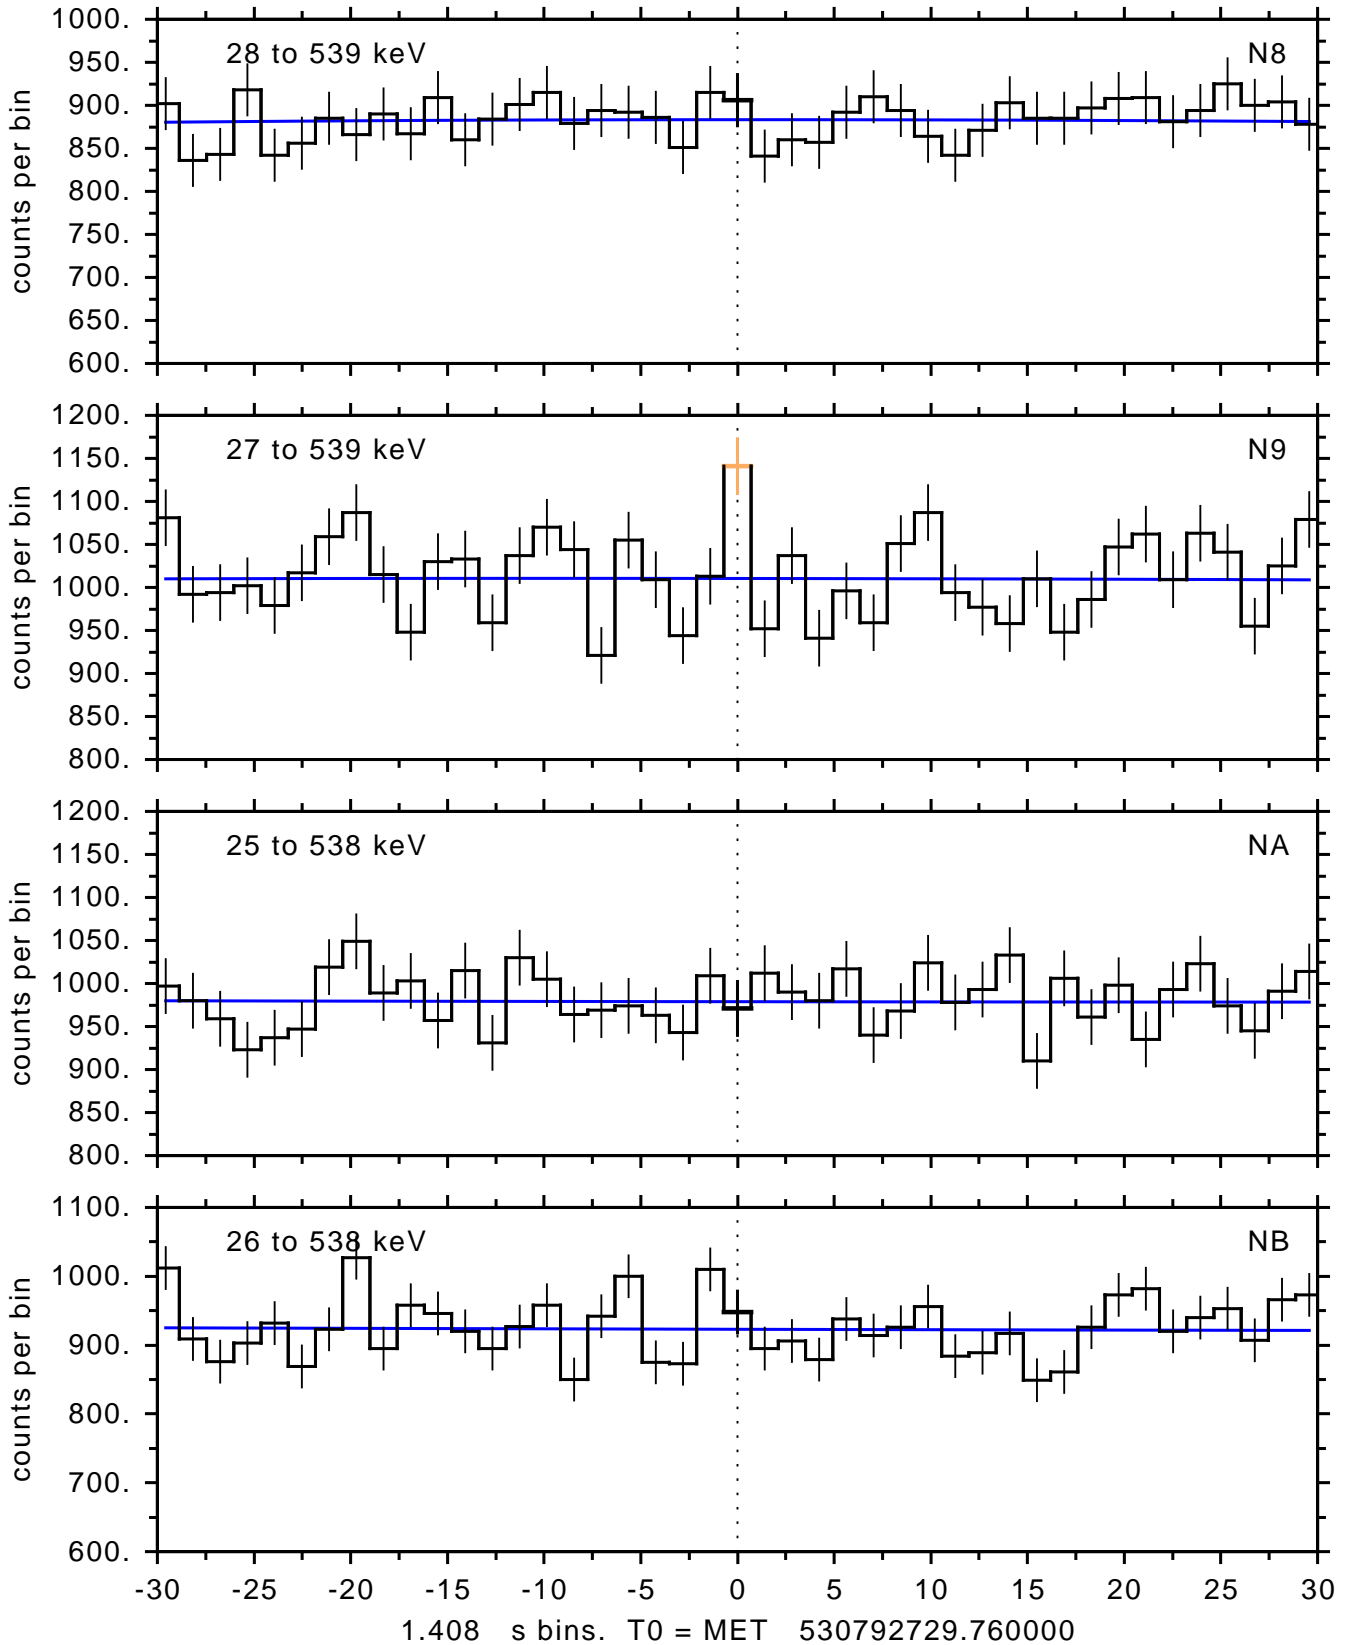 counts per bin
1000.
950.
900.
850.
800.
750.
700.
650.
600.
28 to 539 keV
N8
counts per bin
1200.
1150.
1100.
1050.
1000.
950.
900.
850.
800.
27 to 539 keV
N9
counts per bin
1200.
1150.
1100.
1050.
1000.
950.
900.
850.
800.
25 to 538 keV
NA
counts per bin
1100.
1000.
900.
800.
700.
600.
26 to 538 keV
NB
-30 -25 -20 -15 -10 -5 0 5 10 15 20 25 30
1.408 s bins. T0 = MET 530792729.760000